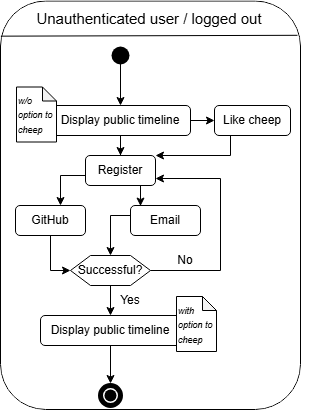 Unauthenticated user / logged out
w/o
option to
cheep
Display public timeline
Like cheep
Register
GitHub
Email
Successful?
No
Yes
Display public timeline
with
option to
cheep